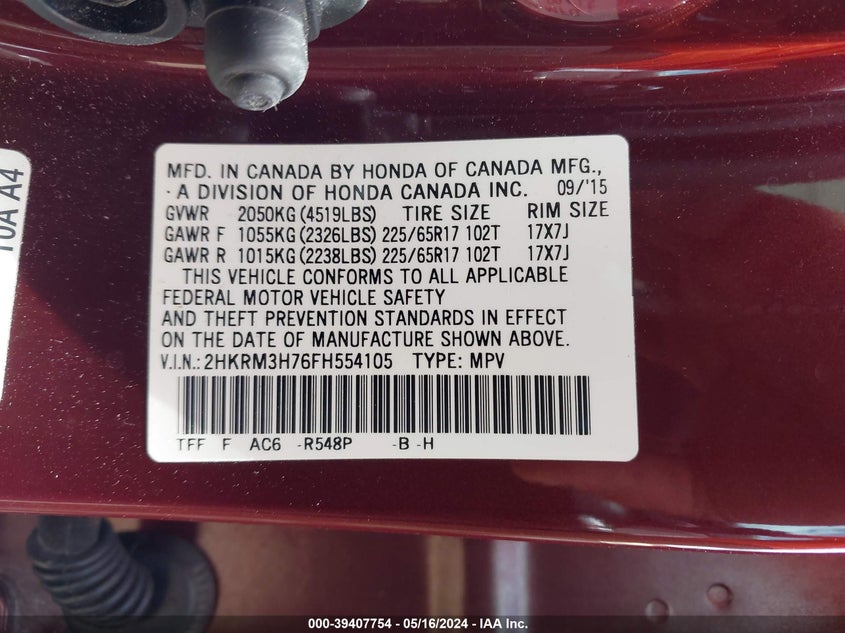 MFD. IN CANADA BY HONDA OF CANADA MFG.,
A DIVISION OF HONDA CANADA INC. 09/'15
GVWR 2050KG (4519LBS) TIRE SIZE RIM SIZE
GAWR F 1055KG (2326LBS) 225/65R17 102T 17X7J
GAWR R 1015KG (2238LBS) 225/65R17 102T 17X7J
THIS VEHICLE CONFORMS TO ALL APPLICABLE
FEDERAL MOTOR VEHICLE SAFETY
AND THEFT PREVENTION STANDARDS IN EFFECT
ON THE DATE OF MANUFACTURE SHOWN ABOVE.
V.I.N.: 2HKRM3H76FH554105 TYPE: MPV
TFF F AC6 -R548P -B -H
A4
000-39407754 - 05/16/2024 - IAA Inc.